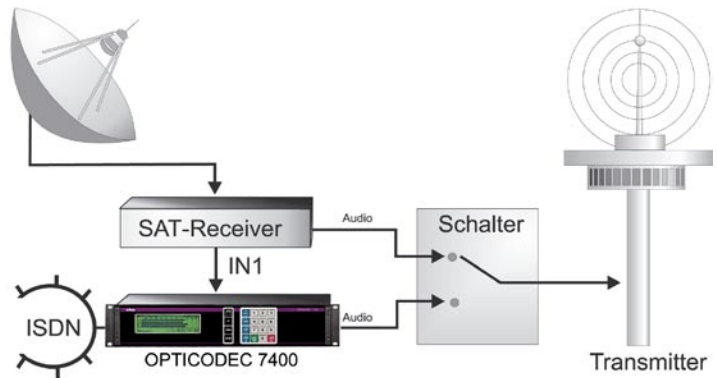 SAT-Receiver
Audio
Schalter
IN1
ISDN
Audio
OPTICODEC 7400
Transmitter